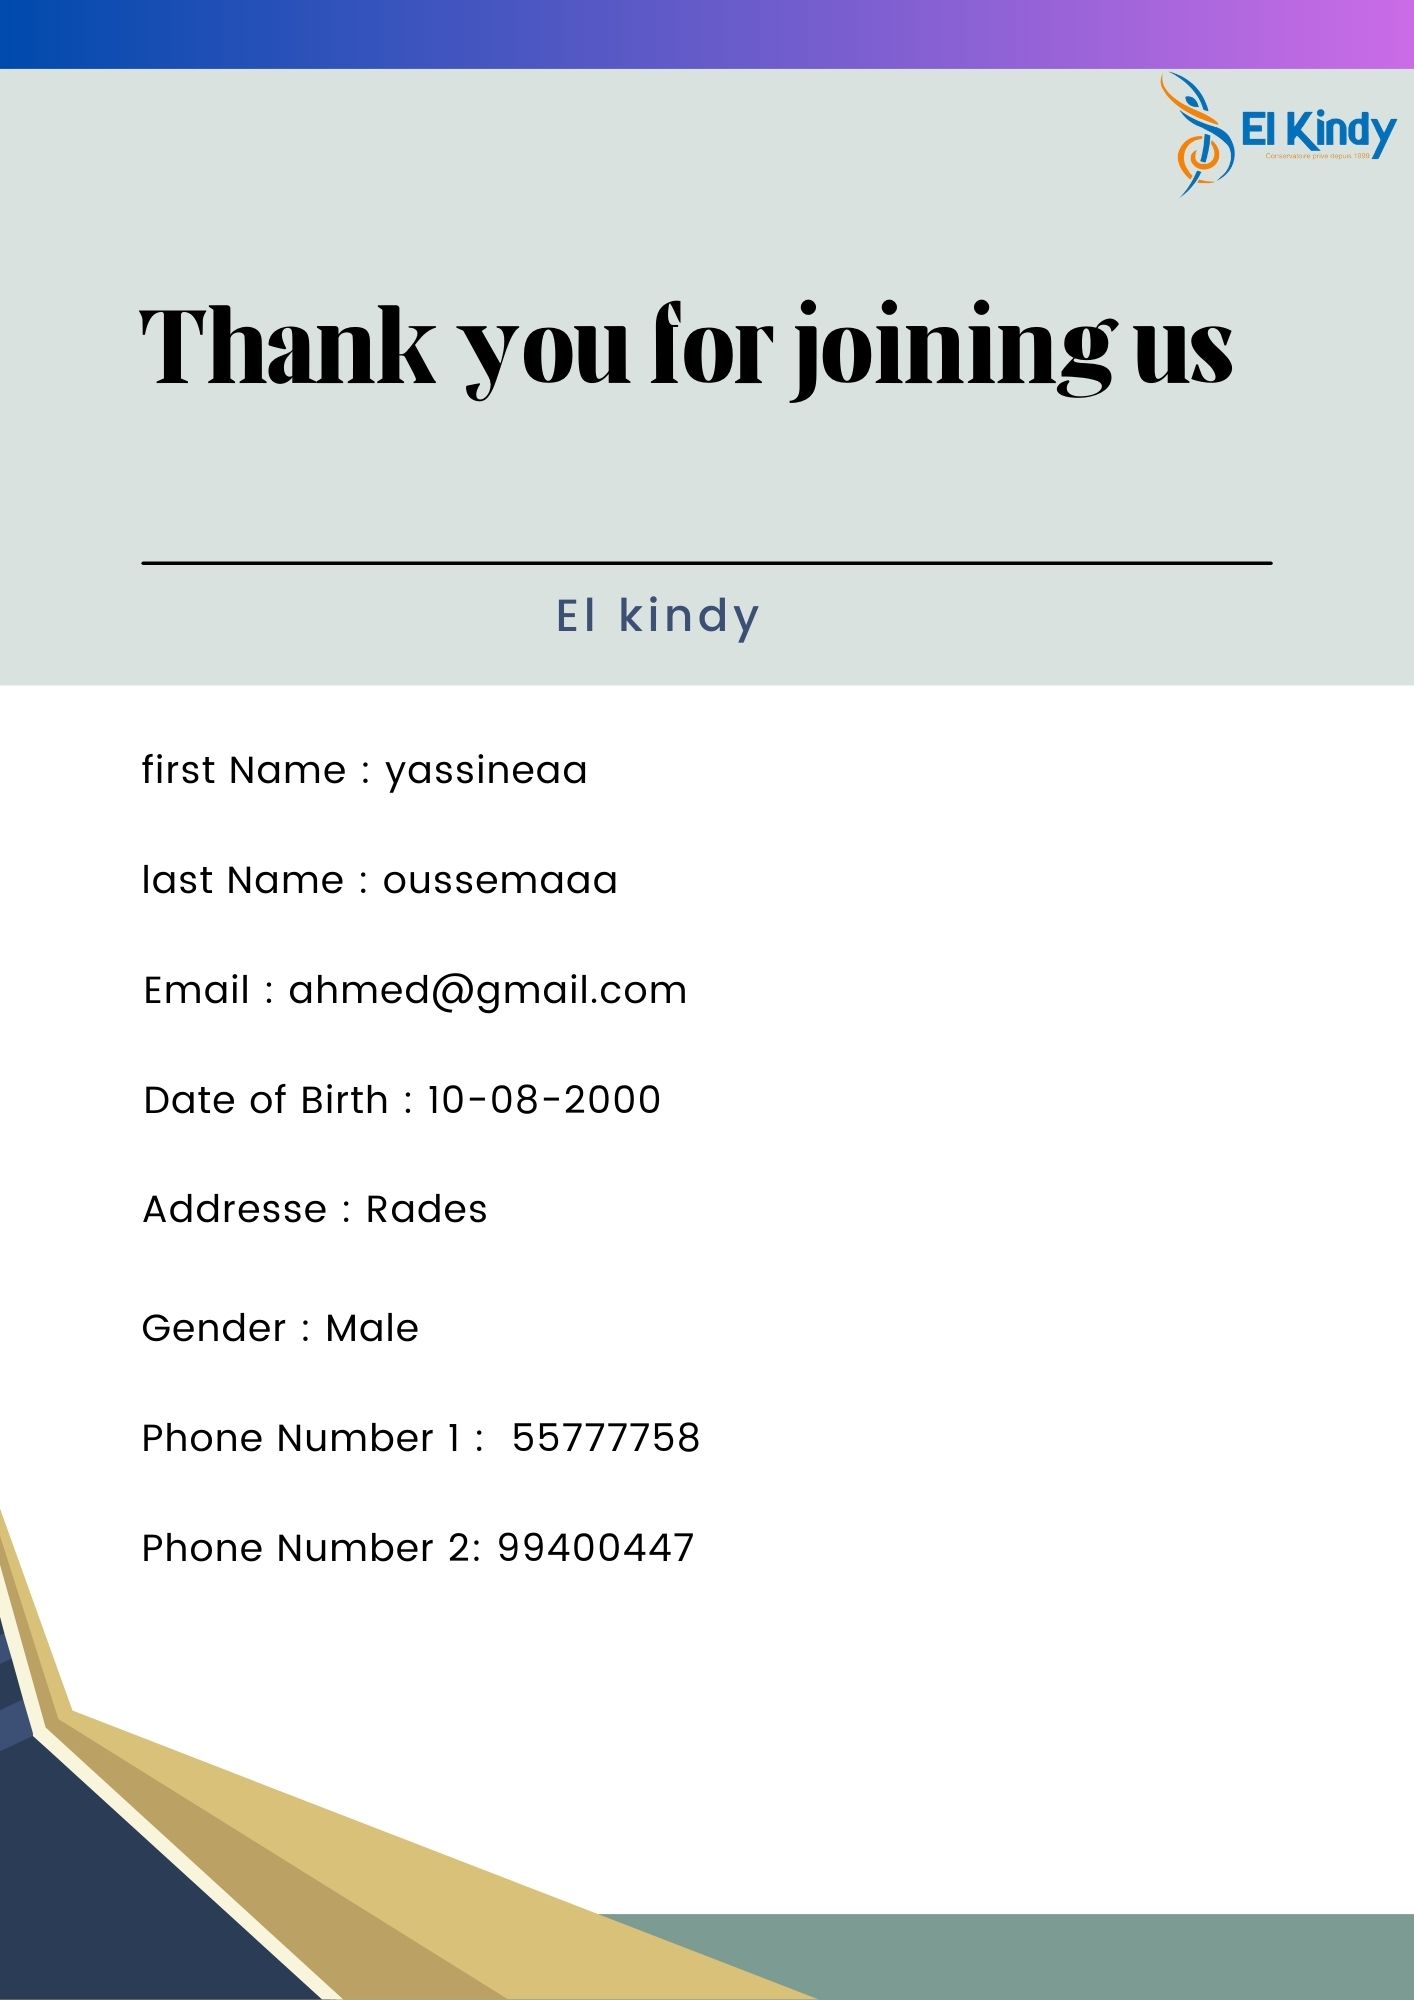 El Kindy
Conservatoire privé depuis 1999
Thank you for joining us
El kindy
first Name : yassineaa
last Name : oussemaaa
Email : ahmed@gmail.com
Date of Birth : 10-08-2000
Addresse : Rades
Gender : Male
Phone Number 1 :  55777758
Phone Number 2: 99400447